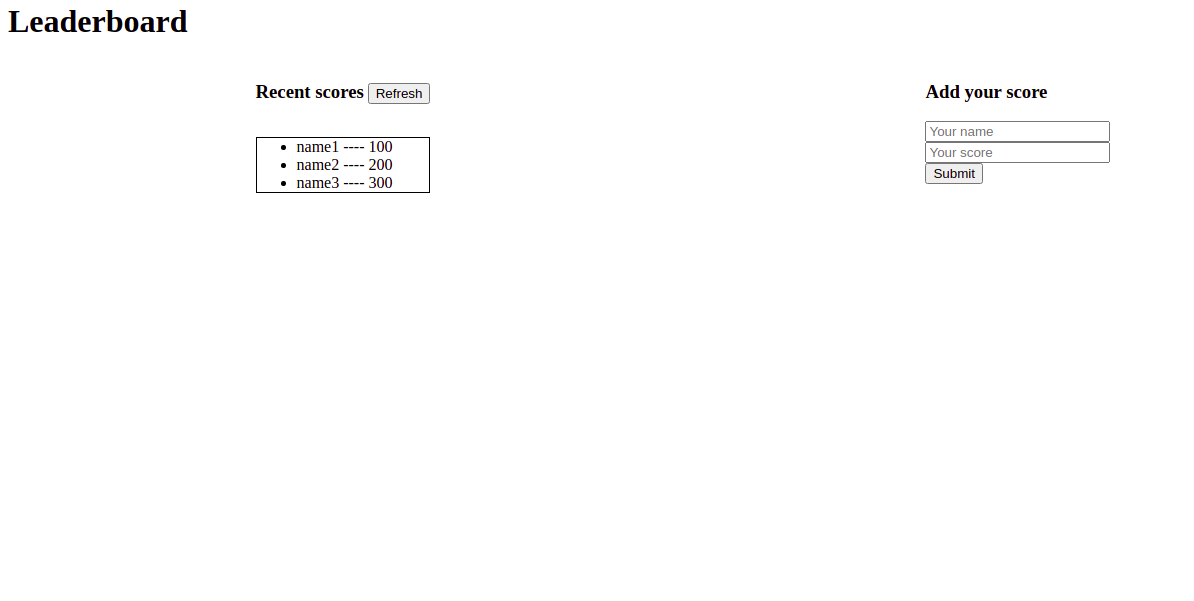 Leaderboard
Recent scores Refresh
name1 ---- 100
name2 ---- 200
name3 ---- 300
Add your score
Your name
Your score
Submit